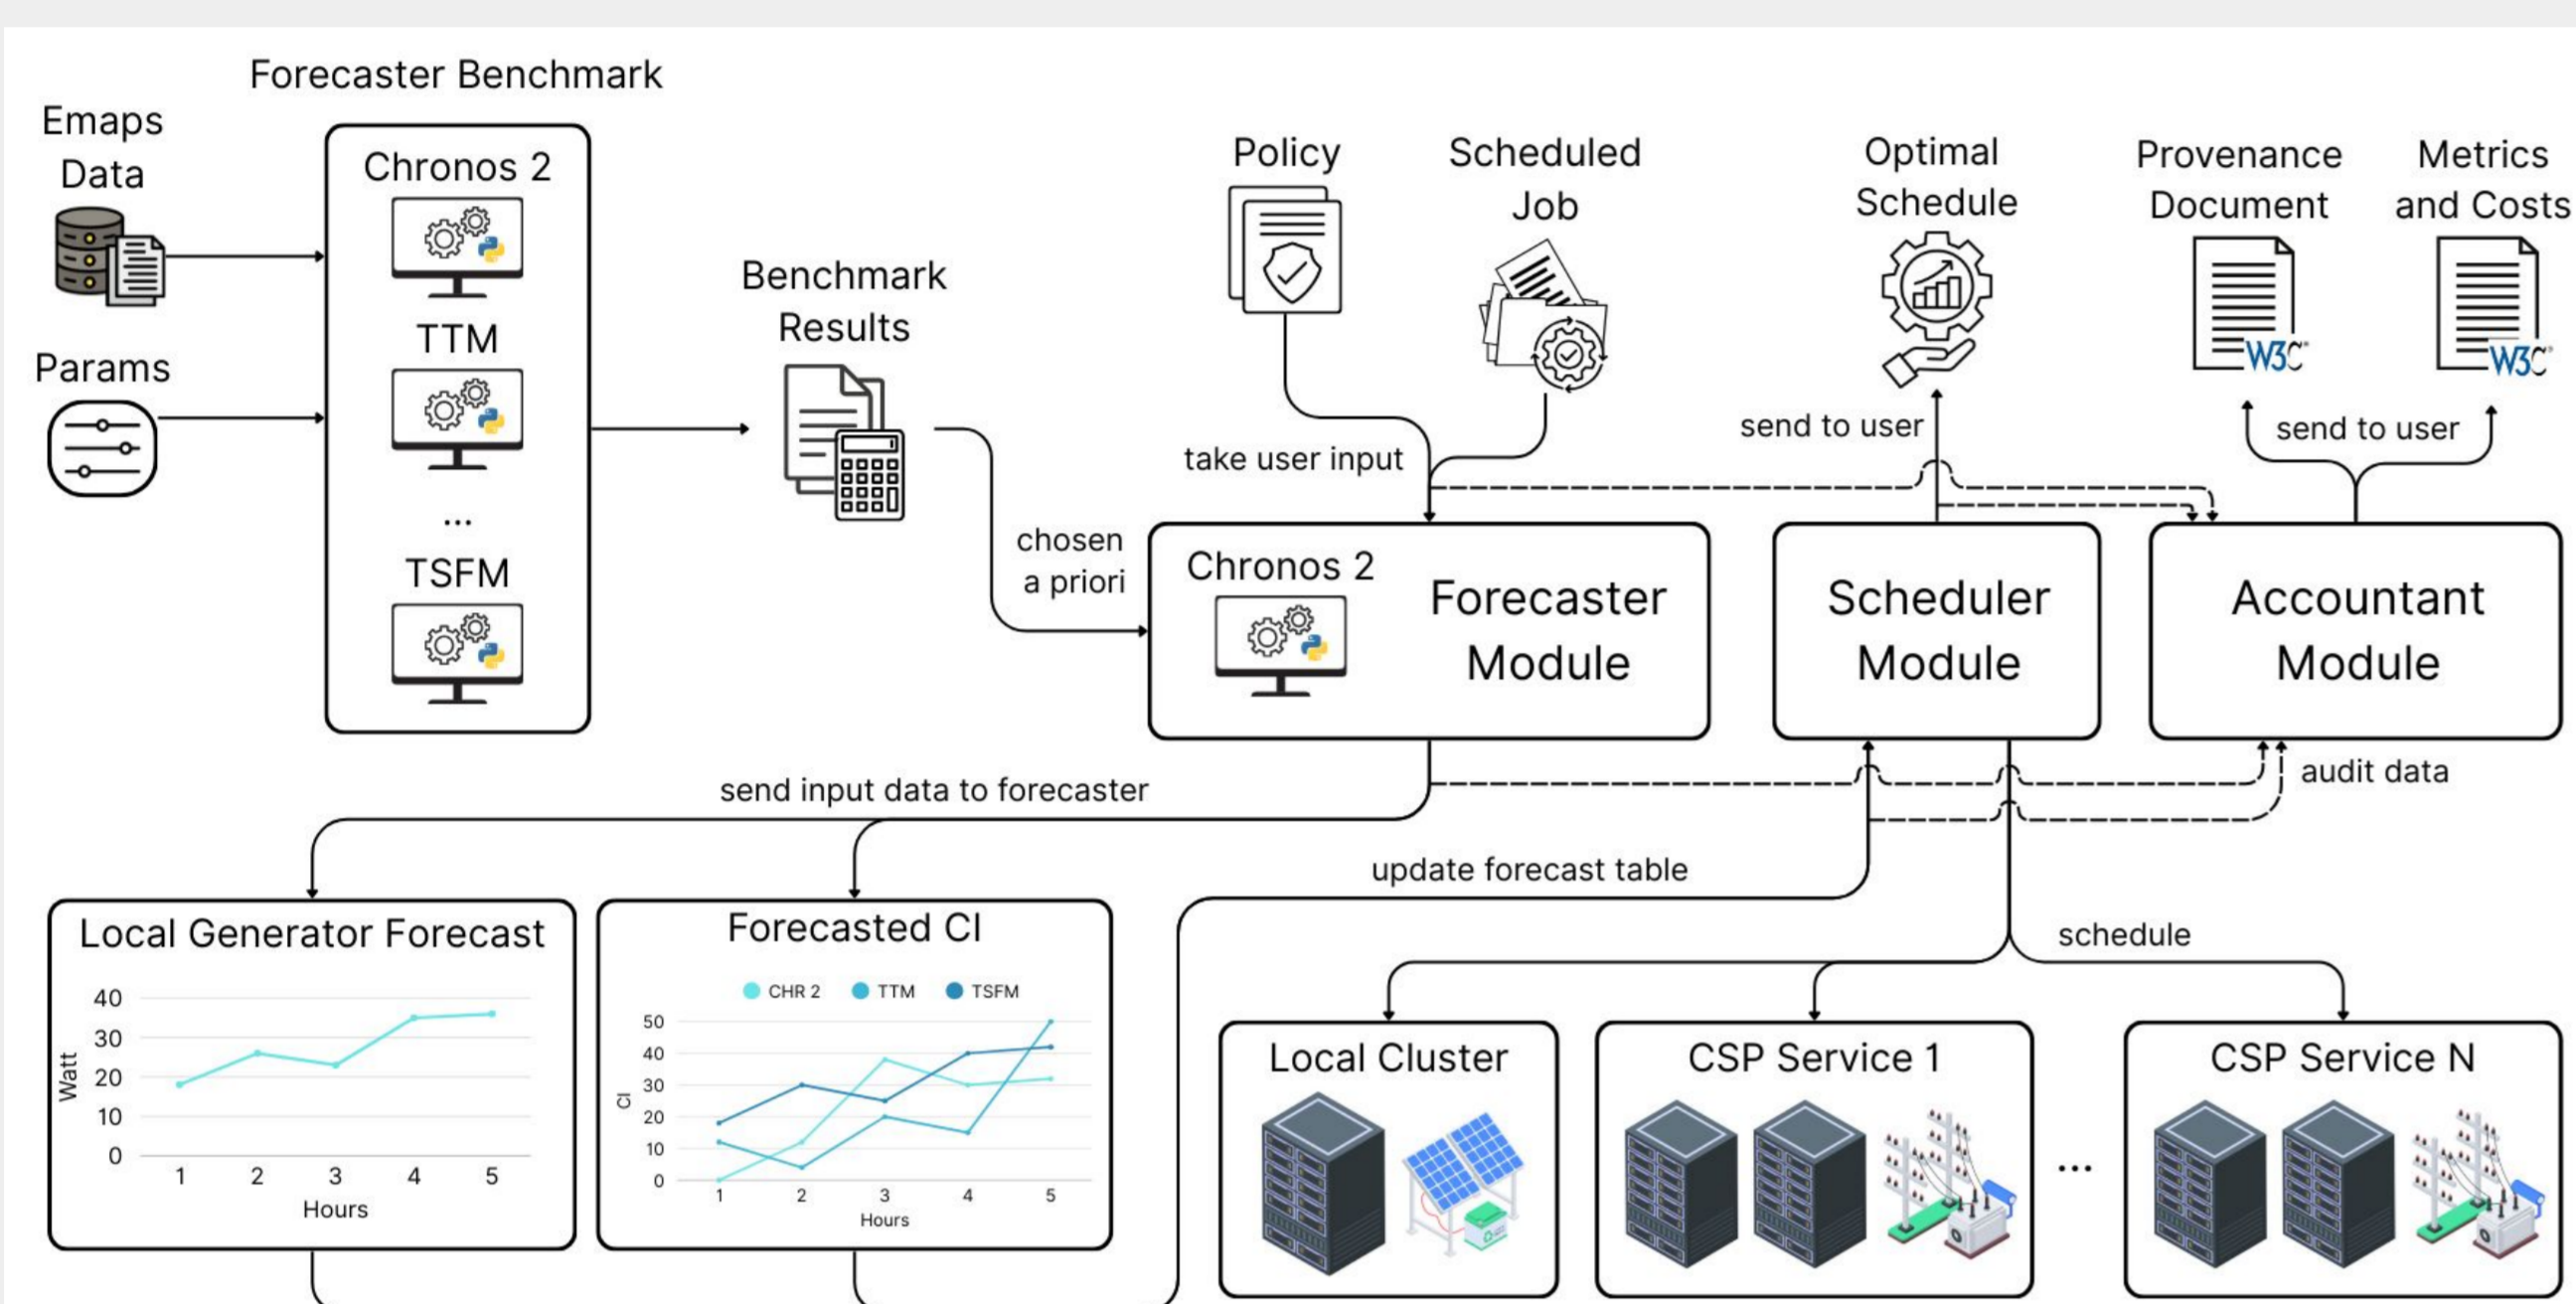 Forecaster Benchmark
Emaps
Data
Params
Chronos 2
TTM
...
TSFM
Benchmark
Results
chosen
a priori
Policy
Scheduled
Job
take user input
Optimal
Schedule
send to user
Provenance
Document
W3C®
Metrics
and Costs
W3C®
send to user
Chronos 2
Forecaster
Module
Scheduler
Module
Accountant
Module
audit data
send input data to forecaster
update forecast table
schedule
Local Generator Forecast
Watt
40
30
20
10
0
1 2 3 4 5
Hours
Forecasted CI
CHR 2 TTM TSFM
CI
50
40
30
20
10
0
1 2 3 4 5
Hours
Local Cluster
CSP Service 1
...
CSP Service N